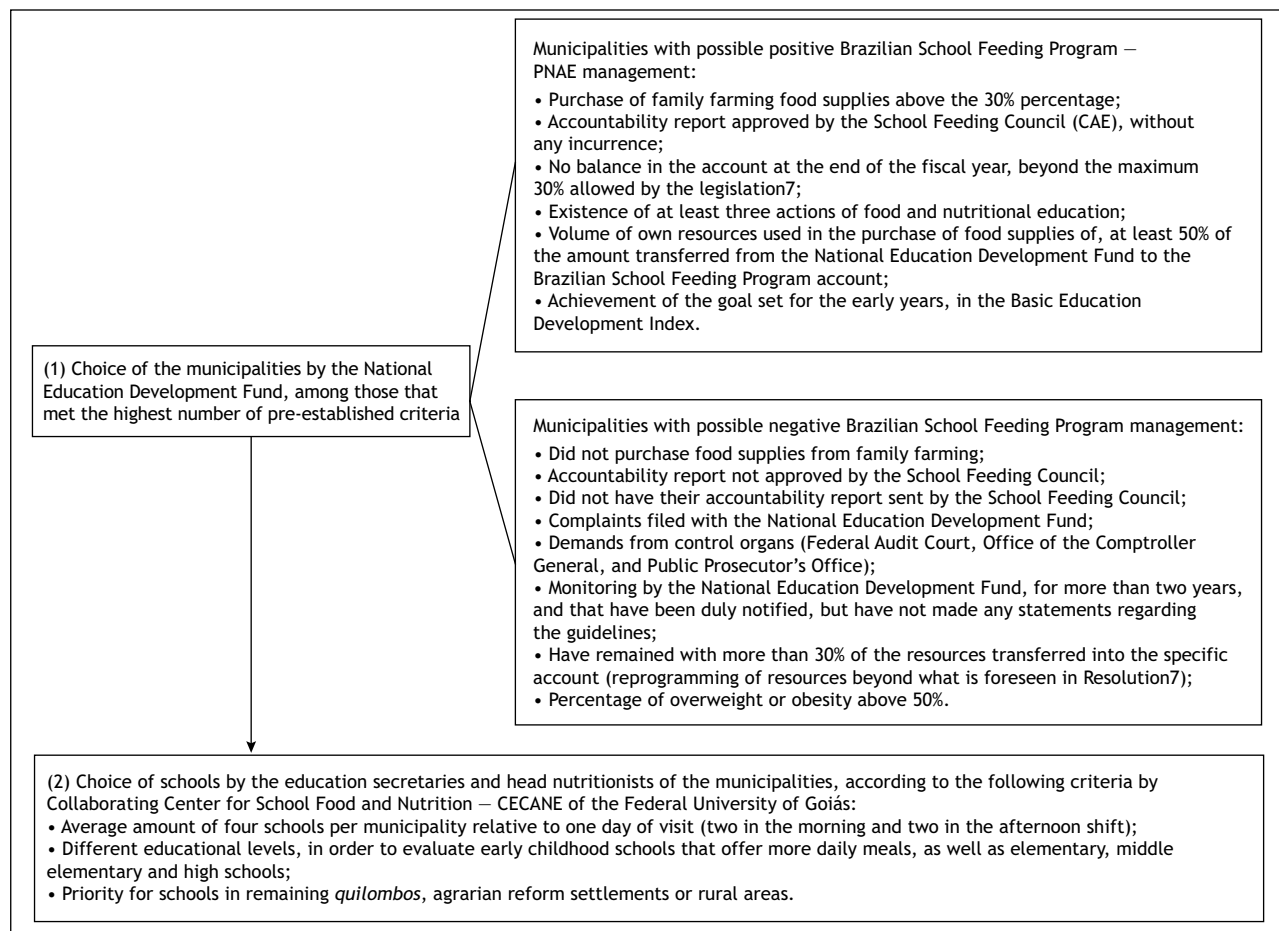 Municipalities with possible positive Brazilian School Feeding Program —
PNAE management:
• Purchase of family farming food supplies above the 30% percentage;
• Accountability report approved by the School Feeding Council (CAE), without
any incurrence;
• No balance in the account at the end of the fiscal year, beyond the maximum
30% allowed by the legislation7;
• Existence of at least three actions of food and nutritional education;
• Volume of own resources used in the purchase of food supplies of, at least 50% of
the amount transferred from the National Education Development Fund to the
Brazilian School Feeding Program account;
• Achievement of the goal set for the early years, in the Basic Education
Development Index.
(1) Choice of the municipalities by the National
Education Development Fund, among those that
met the highest number of pre-established criteria
Municipalities with possible negative Brazilian School Feeding Program management:
• Did not purchase food supplies from family farming;
• Accountability report not approved by the School Feeding Council;
• Did not have their accountability report sent by the School Feeding Council;
• Complaints filed with the National Education Development Fund;
• Demands from control organs (Federal Audit Court, Office of the Comptroller
General, and Public Prosecutor’s Office);
• Monitoring by the National Education Development Fund, for more than two years,
and that have been duly notified, but have not made any statements regarding
the guidelines;
• Have remained with more than 30% of the resources transferred into the specific
account (reprogramming of resources beyond what is foreseen in Resolution7);
• Percentage of overweight or obesity above 50%.
(2) Choice of schools by the education secretaries and head nutritionists of the municipalities, according to the following criteria by
Collaborating Center for School Food and Nutrition — CECANE of the Federal University of Goiás:
• Average amount of four schools per municipality relative to one day of visit (two in the morning and two in the afternoon shift);
• Different educational levels, in order to evaluate early childhood schools that offer more daily meals, as well as elementary, middle
elementary and high schools;
• Priority for schools in remaining quilombos, agrarian reform settlements or rural areas.